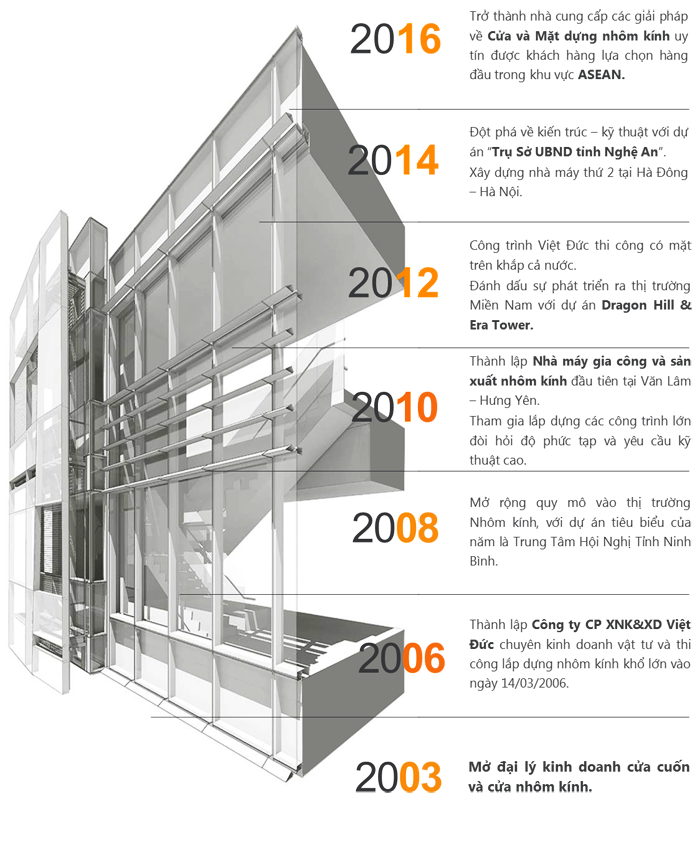 2016
Trở thành nhà cung cấp các giải pháp
về Cửa và Mặt dựng nhôm kính uy
tín được khách hàng lựa chọn hàng
đầu trong khu vực ASEAN.
2014
Đột phá về kiến trúc – kỹ thuật với dự
án “Trụ Sở UBND tỉnh Nghệ An”.
Xây dựng nhà máy thứ 2 tại Hà Đông
– Hà Nội.
2012
Công trình Việt Đức thi công có mặt
trên khắp cả nước.
Đánh dấu sự phát triển ra thị trường
Miền Nam với dự án Dragon Hill &
Era Tower.
2010
Thành lập Nhà máy gia công và sản
xuất nhôm kính đầu tiên tại Văn Lâm
– Hưng Yên.
Tham gia lắp dựng các công trình lớn
đòi hỏi độ phức tạp và yêu cầu kỹ
thuật cao.
2008
Mở rộng quy mô vào thị trường
Nhôm kính, với dự án tiêu biểu của
năm là Trung Tâm Hội Nghị Tỉnh Ninh
Bình.
2006
Thành lập Công ty CP XNK&XD Việt
Đức chuyên kinh doanh vật tư và thi
công lắp dựng nhôm kính khổ lớn vào
ngày 14/03/2006.
2003
Mở đại lý kinh doanh cửa cuốn
và cửa nhôm kính.